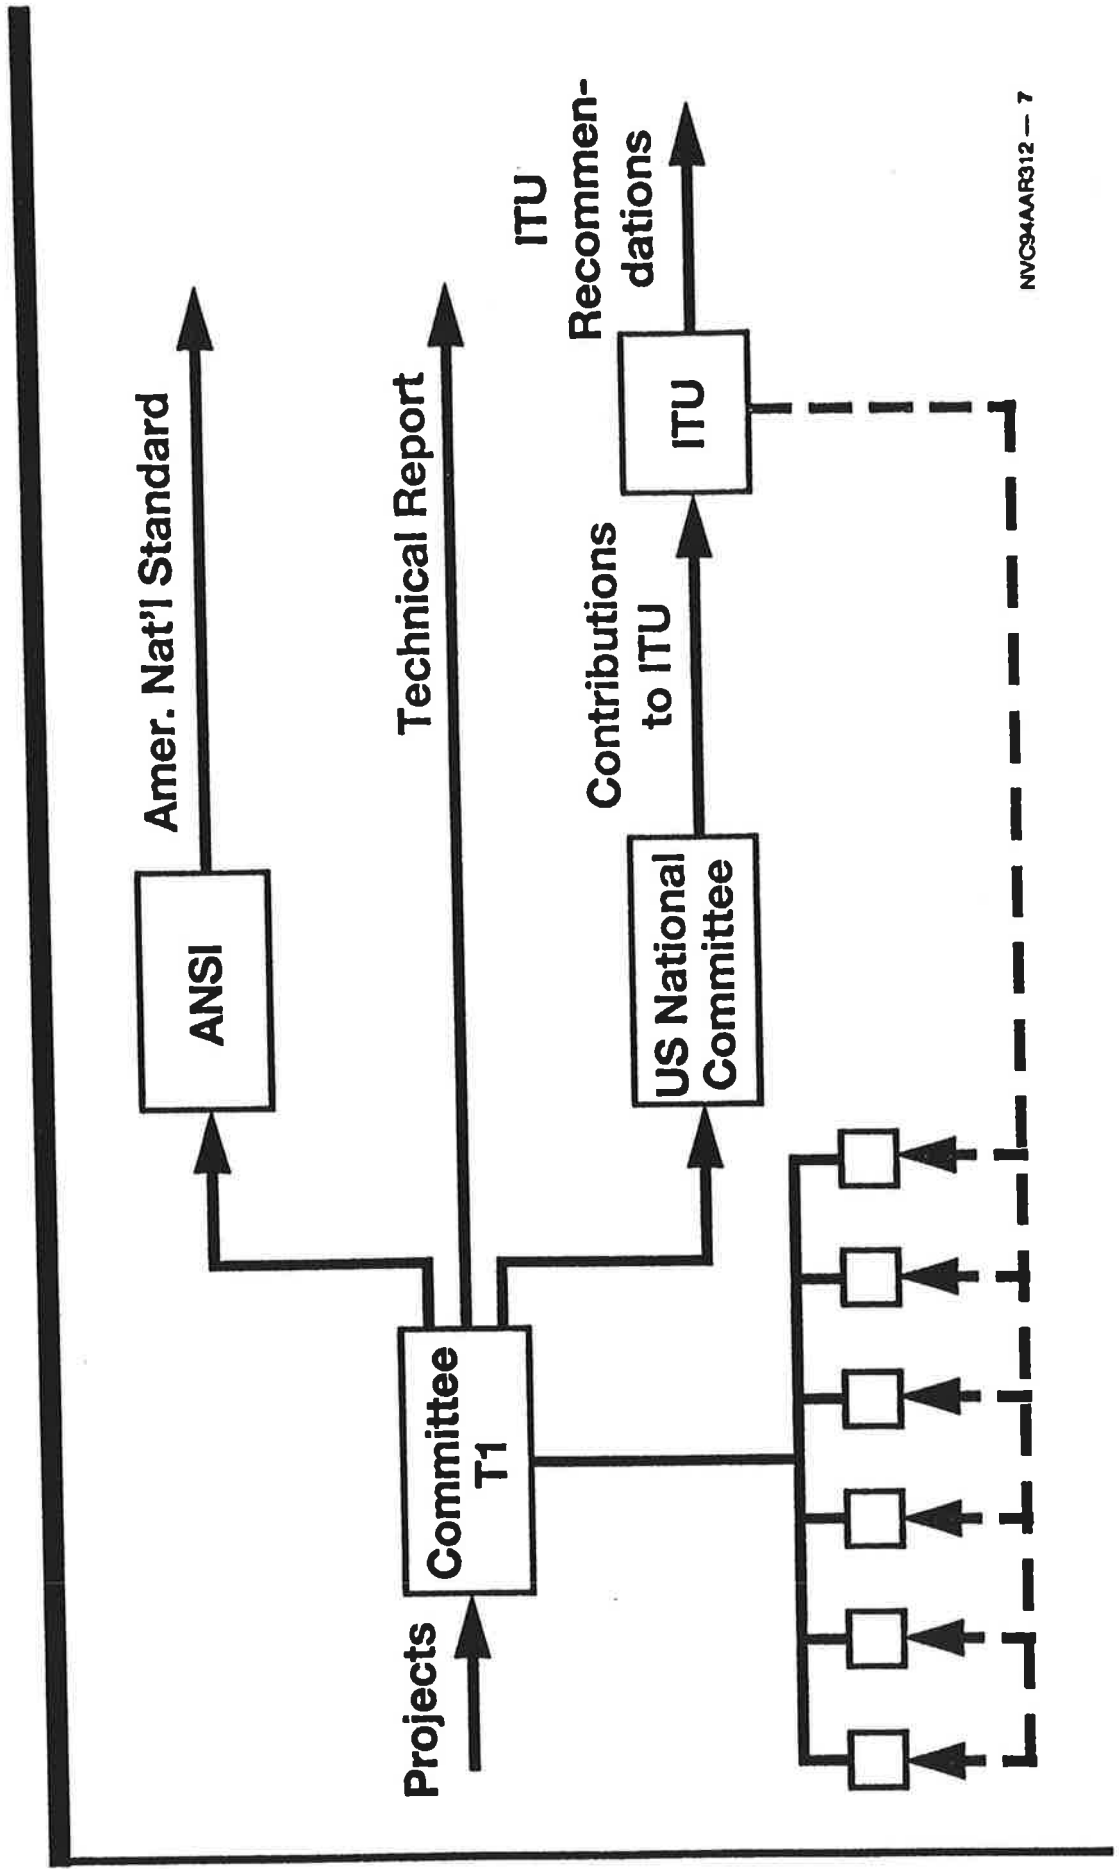 Amer. Nat'l Standard
ANSI
Technical Report
Projects
Committee
T1
US National
Committee
Contributions
to ITU
ITU
ITU
Recommen-
dations
NVC94AAR312 — 7